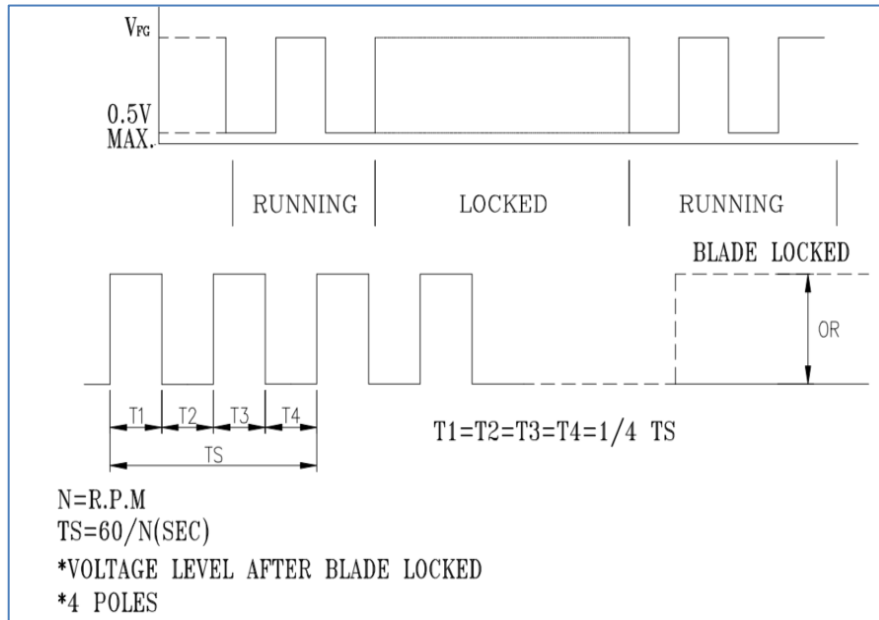 VFG
0.5V
MAX.
RUNNING LOCKED RUNNING
BLADE LOCKED
OR
T1 T2 T3 T4
TS
T1=T2=T3=T4=1/4 TS
N=R.P.M
TS=60/N(SEC)
*VOLTAGE LEVEL AFTER BLADE LOCKED
*4 POLES